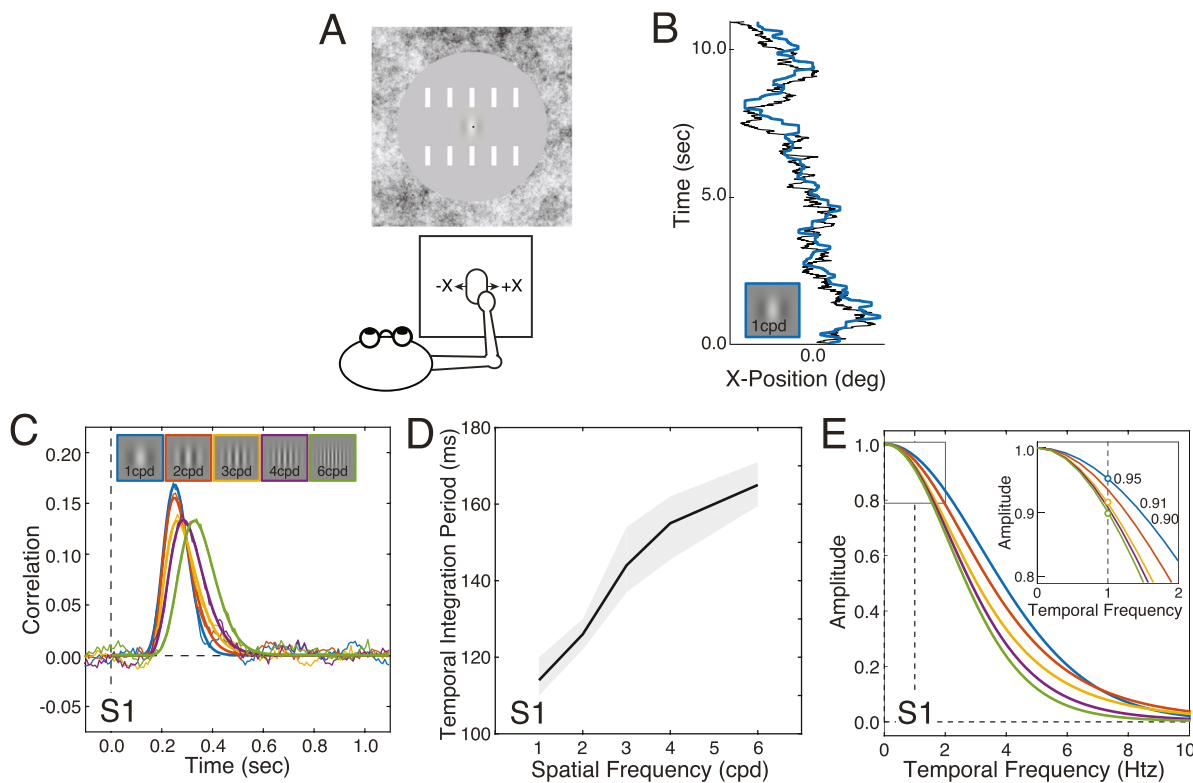 A
-X
+X
B
10.0
5.0
0.0
Time (sec)
1cpd
0.0
X-Position (deg)
C
0.20
0.15
0.10
0.05
0.00
-0.05
Correlation
1cpd
2cpd
3cpd
4cpd
6cpd
S1
0.0 0.2 0.4 0.6 0.8 1.0
Time (sec)
D
180
160
140
120
100
Temporal Integration Period (ms)
S1
1 2 3 4 5 6
Spatial Frequency (cpd)
E
1.0
0.8
0.6
0.4
0.2
0.0
Amplitude
1.0
0.9
0.8
Amplitude
0.95
0.91
0.90
0 1 2
Temporal Frequency
S1
0 2 4 6 8 10
Temporal Frequency (Htz)